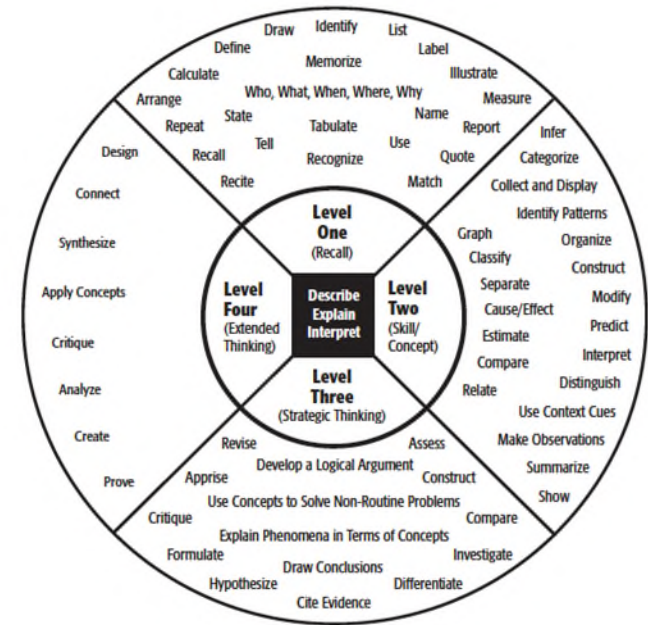 Draw
Identify
List
Define
Label
Memorize
Calculate
Illustrate
Who, What, When, Where, Why
Arrange
Measure
State
Name
Repeat
Tabulate
Report
Tell
Use
Recall
Recognize
Quote
Recite
Match
Level
One
(Recall)
Infer
Categorize
Collect and Display
Identify Patterns
Graph
Organize
Classify
Construct
Separate
Modify
Cause/Effect
Predict
Estimate
Interpret
Compare
Distinguish
Relate
Use Context Cues
Make Observations
Summarize
Show
Level
Two
(Skill/
Concept)
Describe
Explain
Interpret
Level
Three
(Strategic Thinking)
Revise
Assess
Develop a Logical Argument
Apprise
Construct
Use Concepts to Solve Non-Routine Problems
Critique
Compare
Explain Phenomena in Terms of Concepts
Formulate
Investigate
Draw Conclusions
Hypothesize
Differentiate
Cite Evidence
Level
Four
(Extended
Thinking)
Design
Connect
Synthesize
Apply Concepts
Critique
Analyze
Create
Prove